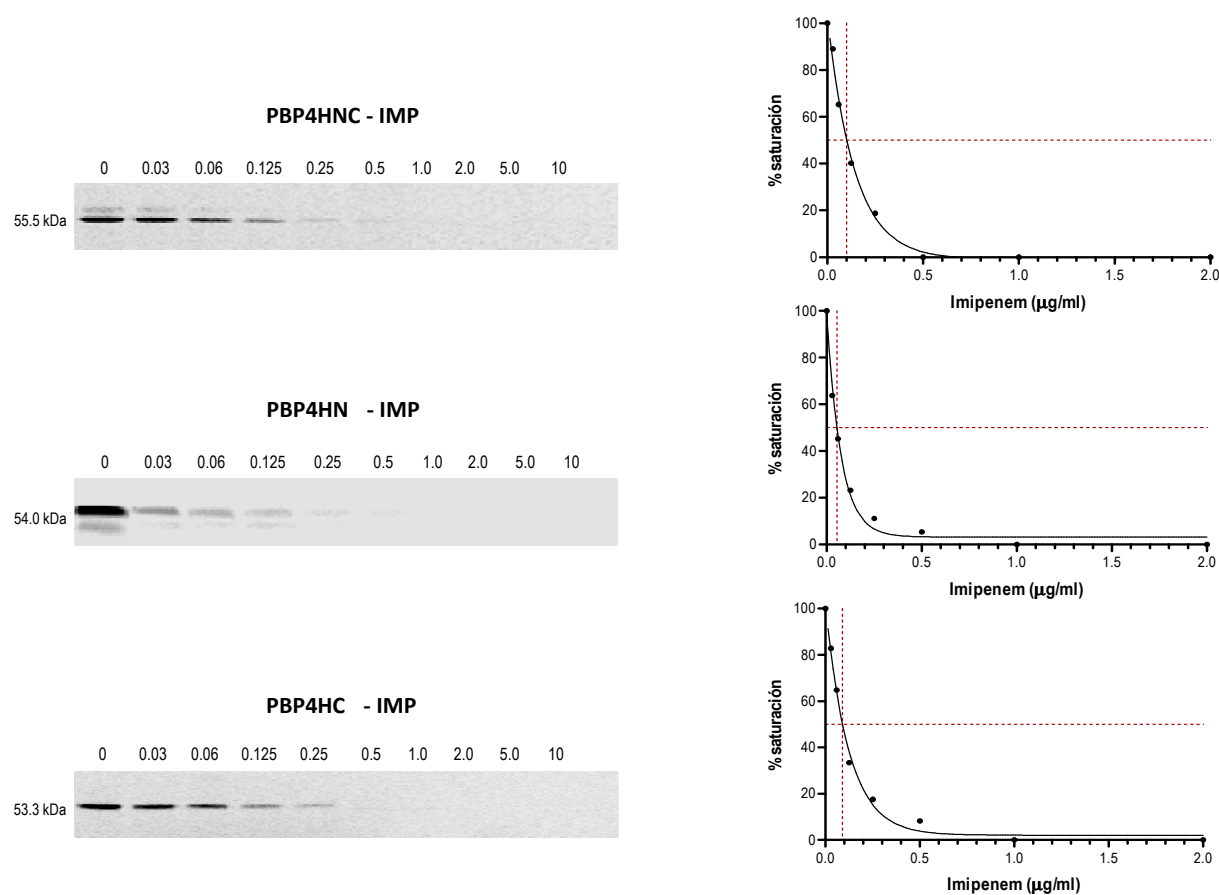 PBP4HNC - IMP
0 0.03 0.06 0.125 0.25 0.5 1.0 2.0 5.0 10
55.5 kDa
% saturación
100
80
60
40
20
0
0.0 0.5 1.0 1.5 2.0
Imipenem (μg/ml)
PBP4HN - IMP
0 0.03 0.06 0.125 0.25 0.5 1.0 2.0 5.0 10
54.0 kDa
% saturación
100
80
60
40
20
0
0.0 0.5 1.0 1.5 2.0
Imipenem (μg/ml)
PBP4HC - IMP
0 0.03 0.06 0.125 0.25 0.5 1.0 2.0 5.0 10
53.3 kDa
% saturación
100
80
60
40
20
0
0.0 0.5 1.0 1.5 2.0
Imipenem (μg/ml)